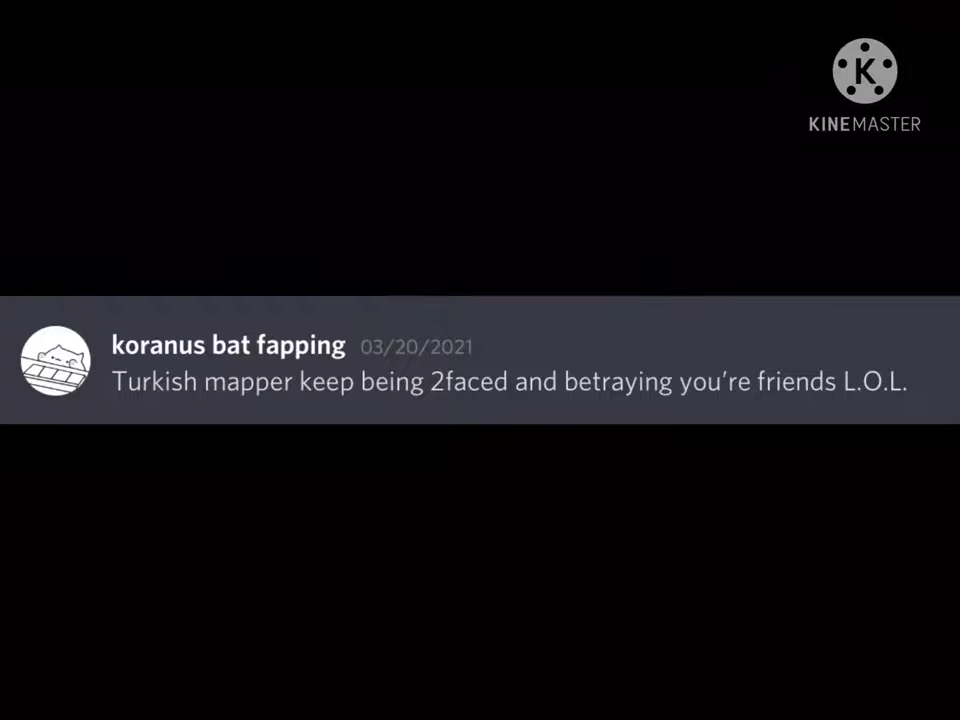 K
KINEMASTER
koranus bat fapping 03/20/2021
Turkish mapper keep being 2faced and betraying you’re friends L.O.L.